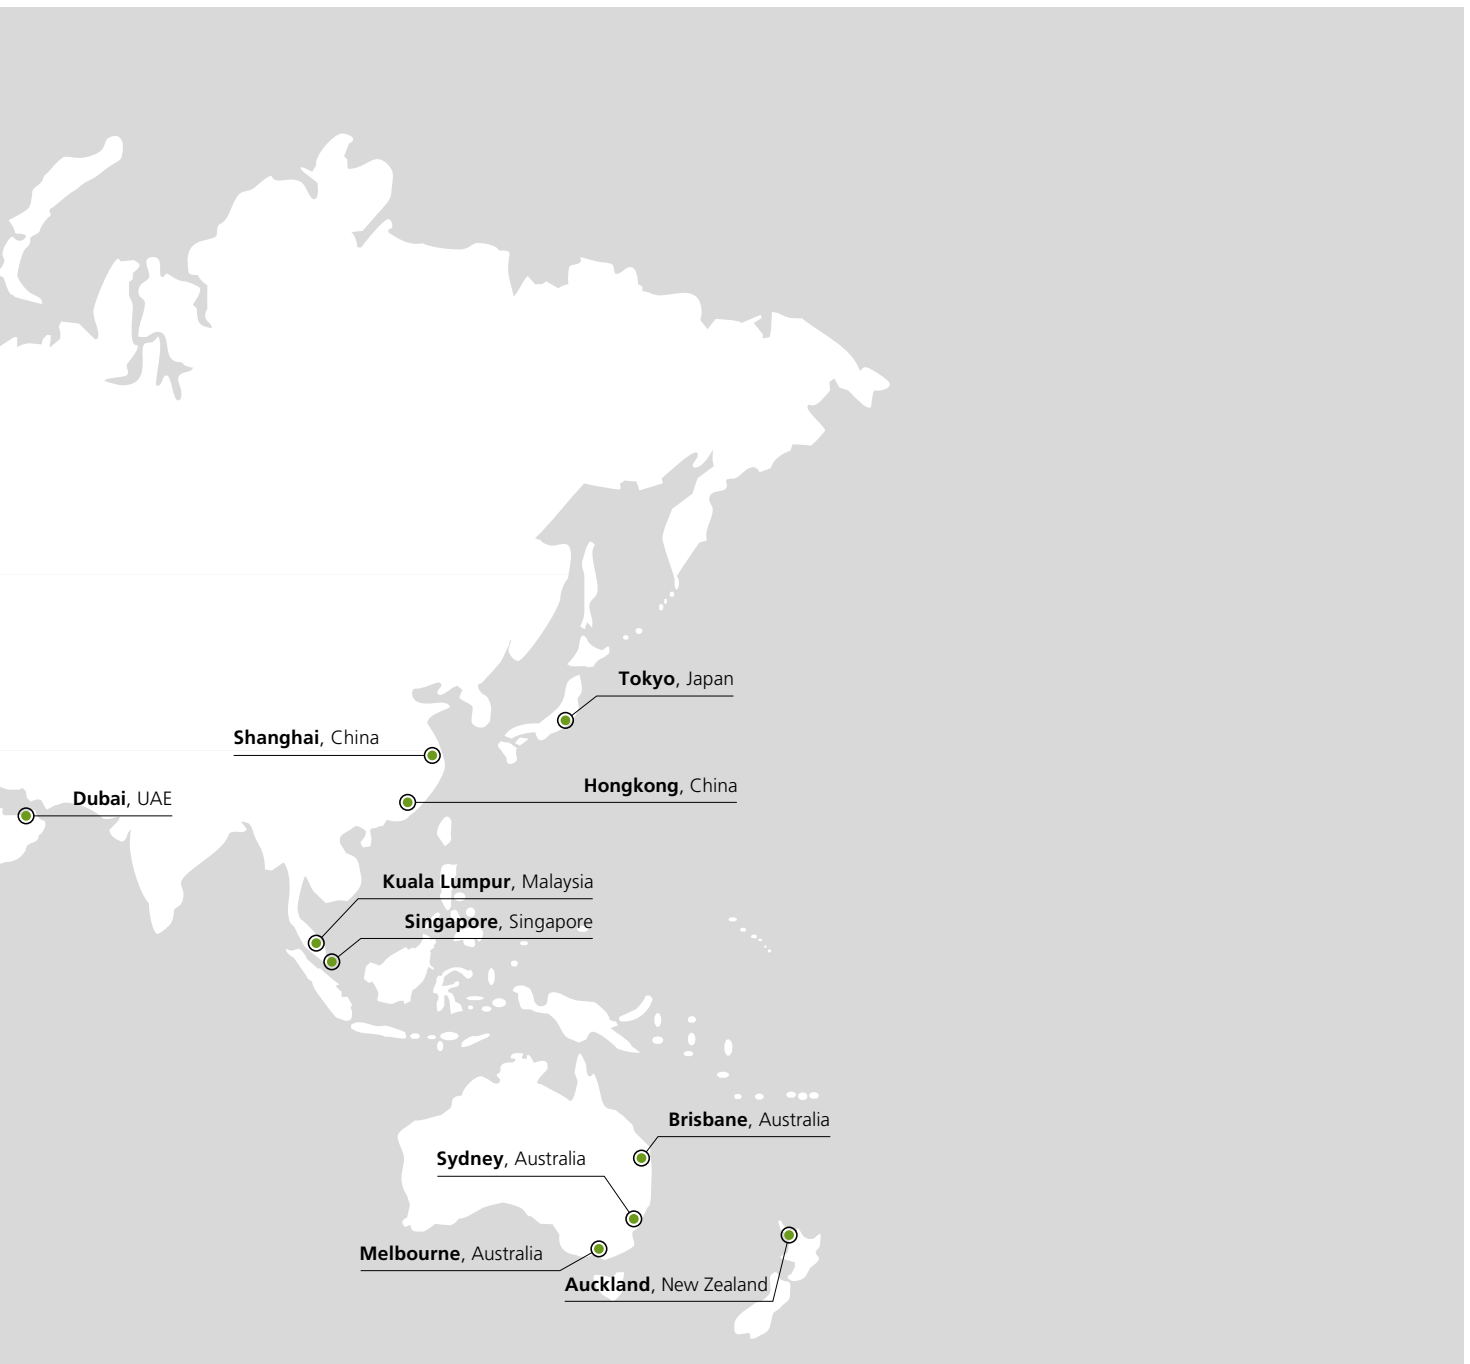 Tokyo, Japan
Shanghai, China
Hongkong, China
Dubai, UAE
Kuala Lumpur, Malaysia
Singapore, Singapore
Brisbane, Australia
Sydney, Australia
Melbourne, Australia
Auckland, New Zealand